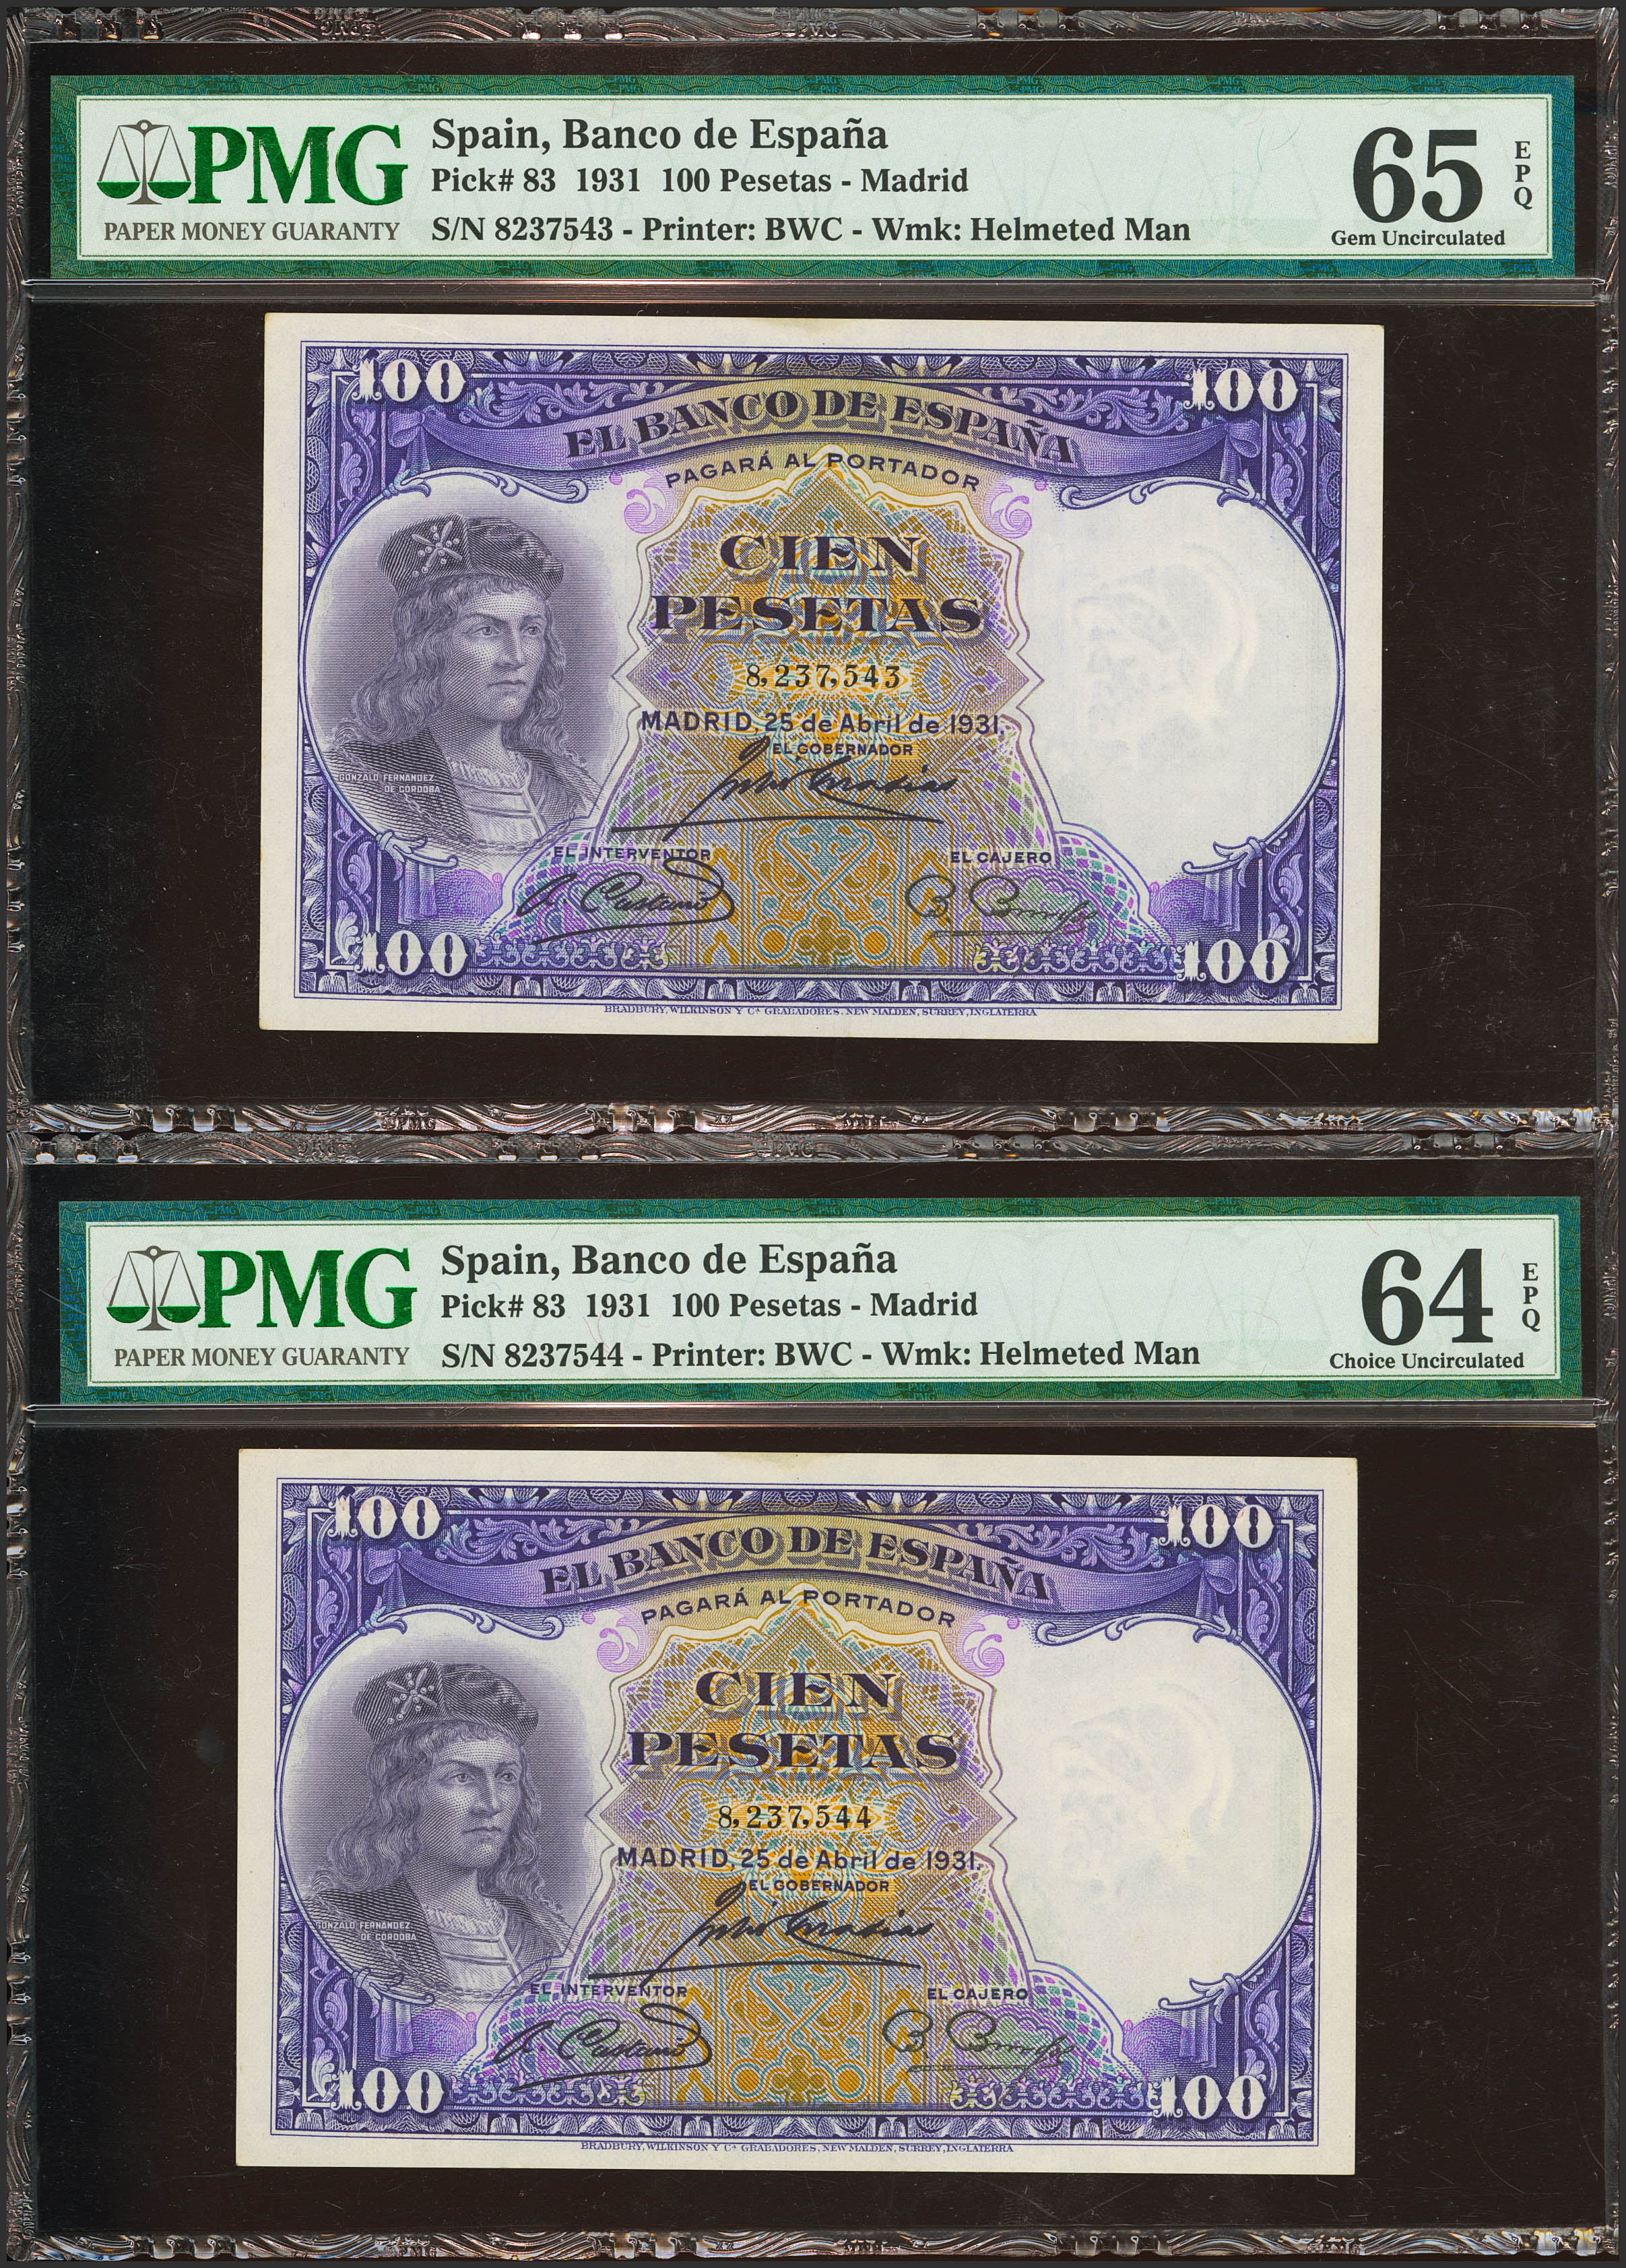 PMG
PAPER MONEY GUARANTY
Spain, Banco de España
Pick# 83 1931 100 Pesetas - Madrid
S/N 8237543 - Printer: BWC - Wmk: Helmeted Man
65
EPQ
Gem Uncirculated
100 100
EL BANCO DE ESPAÑA
PAGARÁ AL PORTADOR
CIEN
PESETAS
8,237,543
MADRID, 25 de Abril de 1931.
EL GOBERNADOR
GONZALO FERNANDEZ
DE CORDOBA
EL INTERVENTOR EL CAJERO
100 100
BRADBURY, WILKINSON Y Cª GRABADORES, NEW MALDEN, SURREY, INGLATERRA
PMG
PAPER MONEY GUARANTY
Spain, Banco de España
Pick# 83 1931 100 Pesetas - Madrid
S/N 8237544 - Printer: BWC - Wmk: Helmeted Man
64
EPQ
Choice Uncirculated
100 100
EL BANCO DE ESPAÑA
PAGARÁ AL PORTADOR
CIEN
PESETAS
8,237,544
MADRID, 25 de Abril de 1931.
EL GOBERNADOR
GONZALO FERNANDEZ
DE CORDOBA
EL INTERVENTOR EL CAJERO
100 100
BRADBURY, WILKINSON Y Cª GRABADORES, NEW MALDEN, SURREY, INGLATERRA